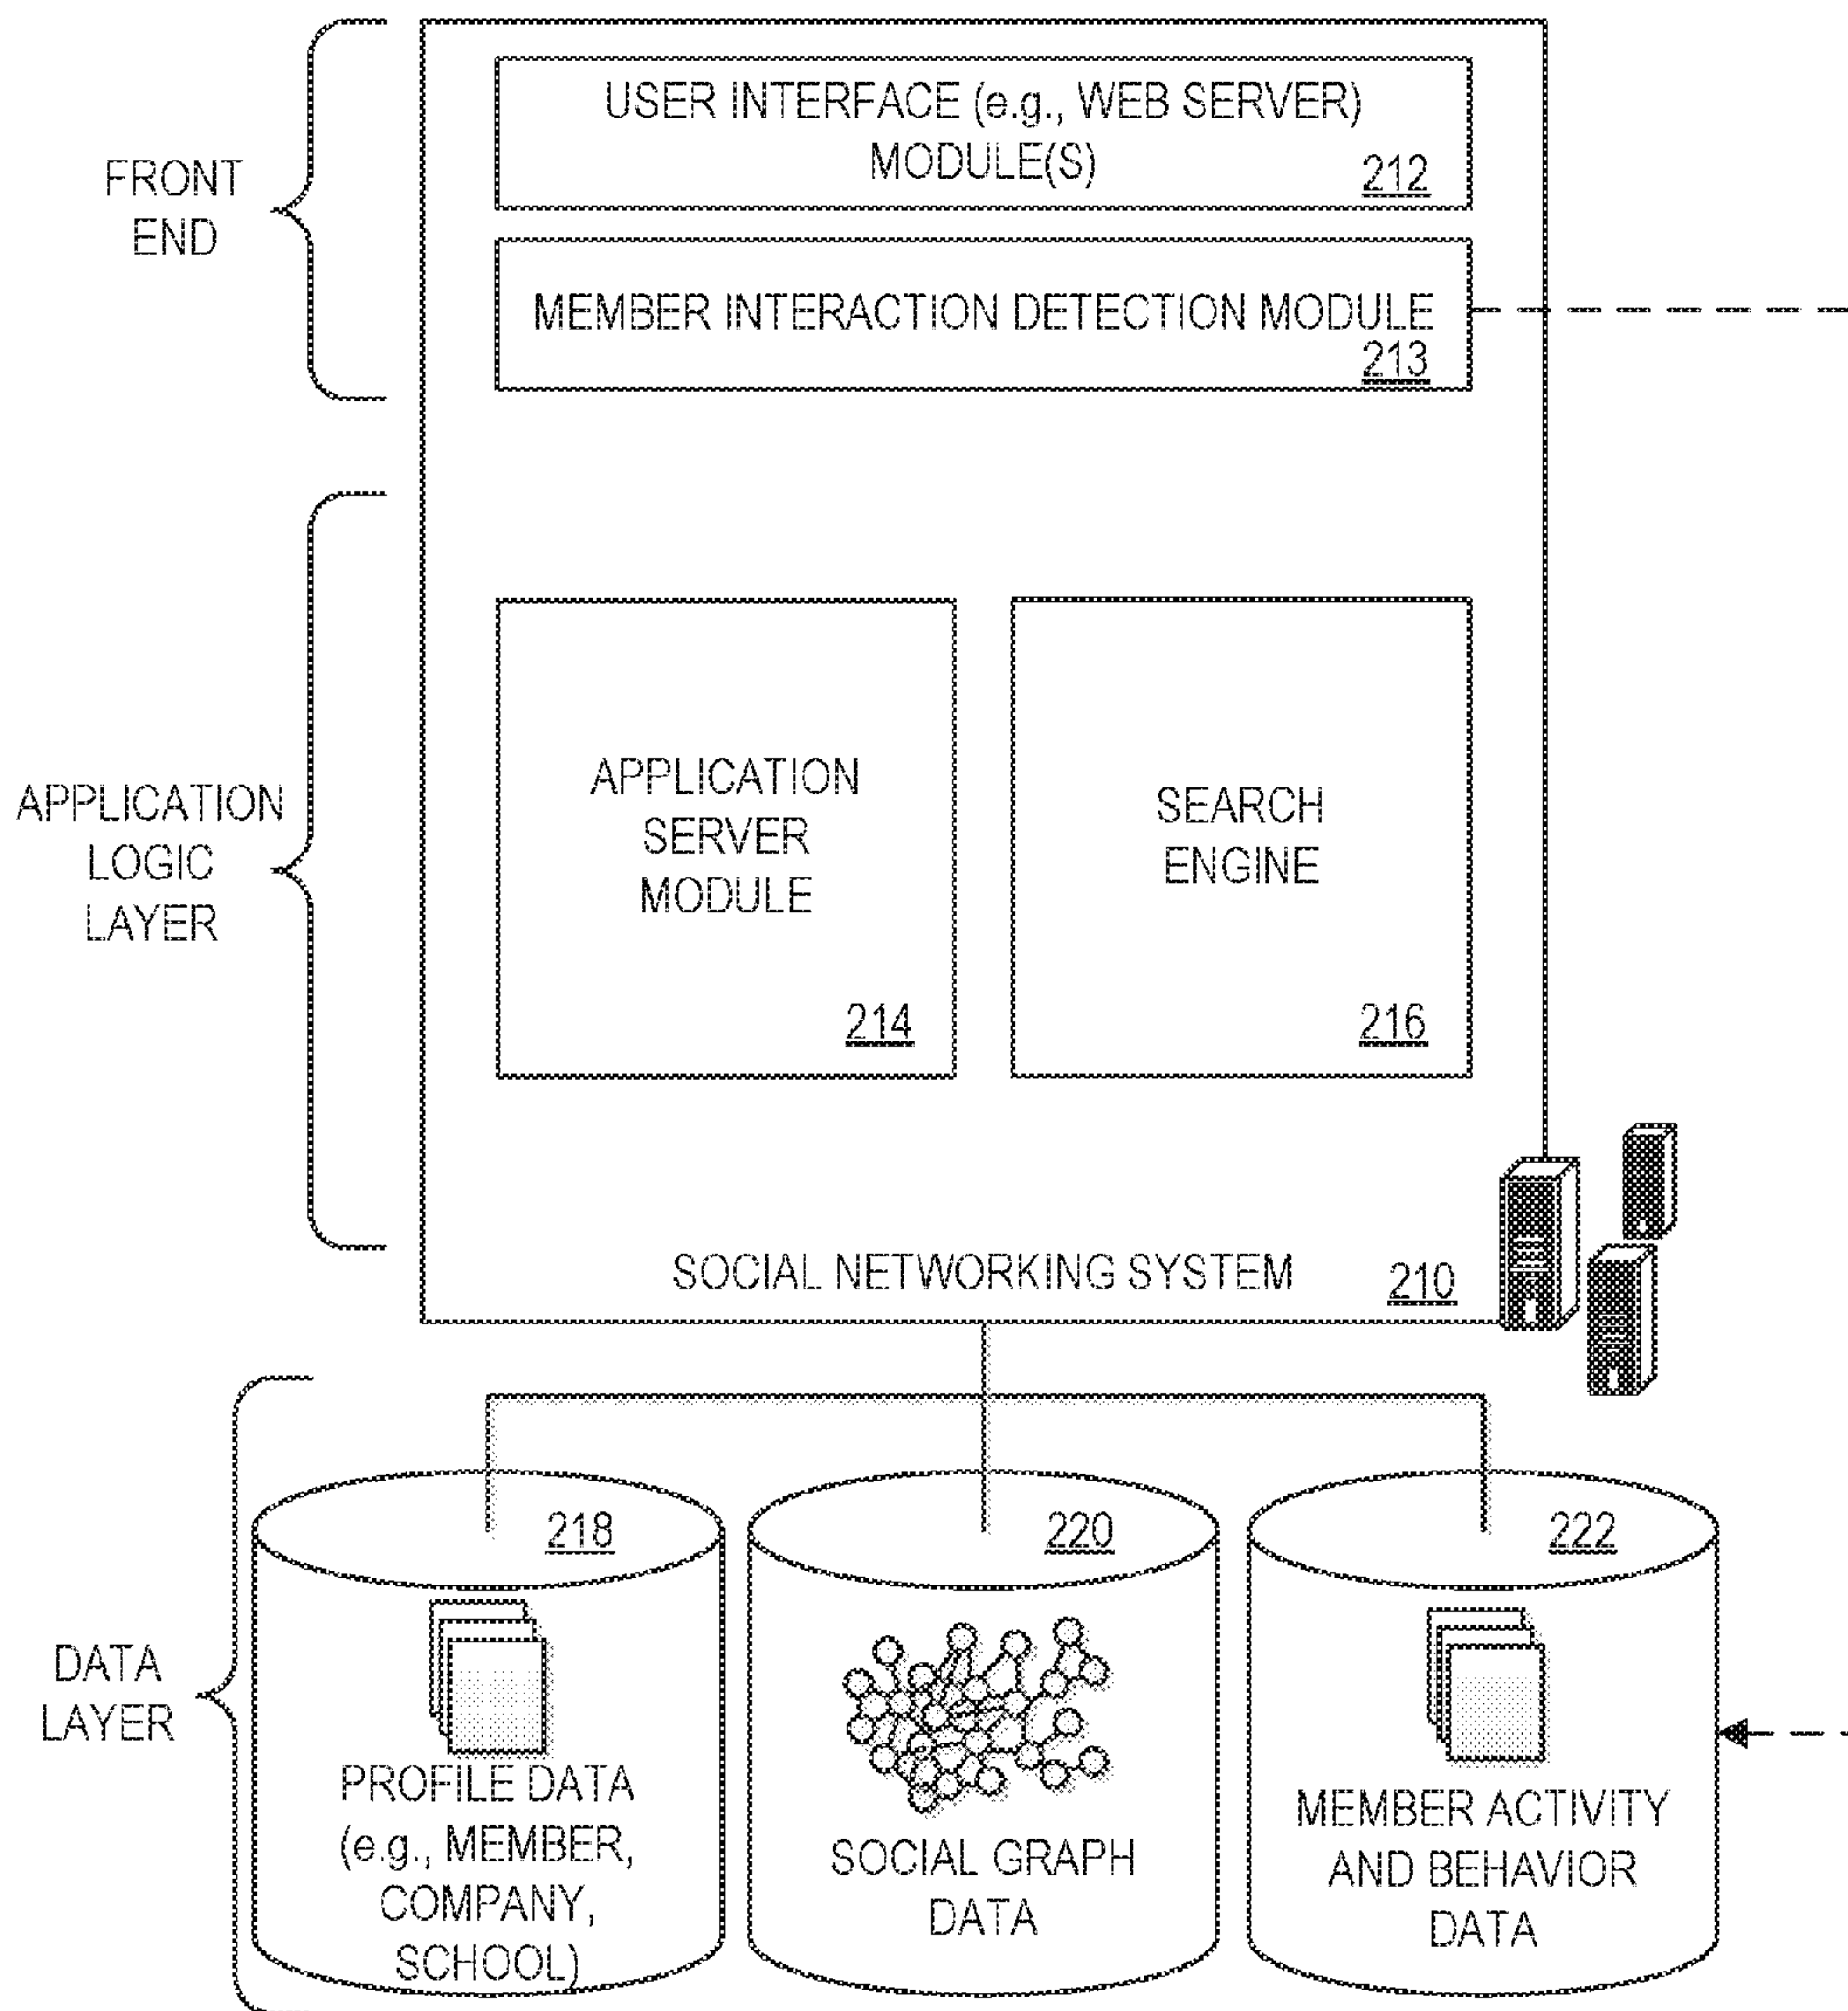 FRONT
END
USER INTERFACE (e.g., WEB SERVER)
MODULE(S)
212
MEMBER INTERACTION DETECTION MODULE
213
APPLICATION
LOGIC
LAYER
APPLICATION
SERVER
MODULE
214
SEARCH
ENGINE
216
SOCIAL NETWORKING SYSTEM
210
DATA
LAYER
218
PROFILE DATA
(e.g., MEMBER,
COMPANY,
SCHOOL)
220
SOCIAL GRAPH
DATA
222
MEMBER ACTIVITY
AND BEHAVIOR
DATA